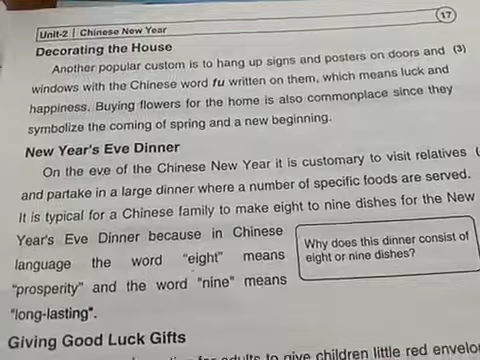 Unit-2 | Chinese New Year
17
Decorating the House
Another popular custom is to hang up signs and posters on doors and (3)
windows with the Chinese word fu written on them, which means luck and
happiness. Buying flowers for the home is also commonplace since they
symbolize the coming of spring and a new beginning.
New Year's Eve Dinner
On the eve of the Chinese New Year it is customary to visit relatives (
and partake in a large dinner where a number of specific foods are served.
It is typical for a Chinese family to make eight to nine dishes for the New
Year's Eve Dinner because in Chinese
language the word "eight" means
"prosperity" and the word "nine" means
"long-lasting".
Why does this dinner consist of
eight or nine dishes?
Giving Good Luck Gifts
for adults to give children little red